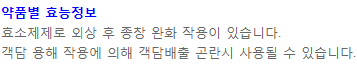 약품별 효능정보
효소제제로 외상 후 종창 완화 작용이 있습니다.
객담 용해 작용에 의해 객담배출 곤란시 사용될 수 있습니다.